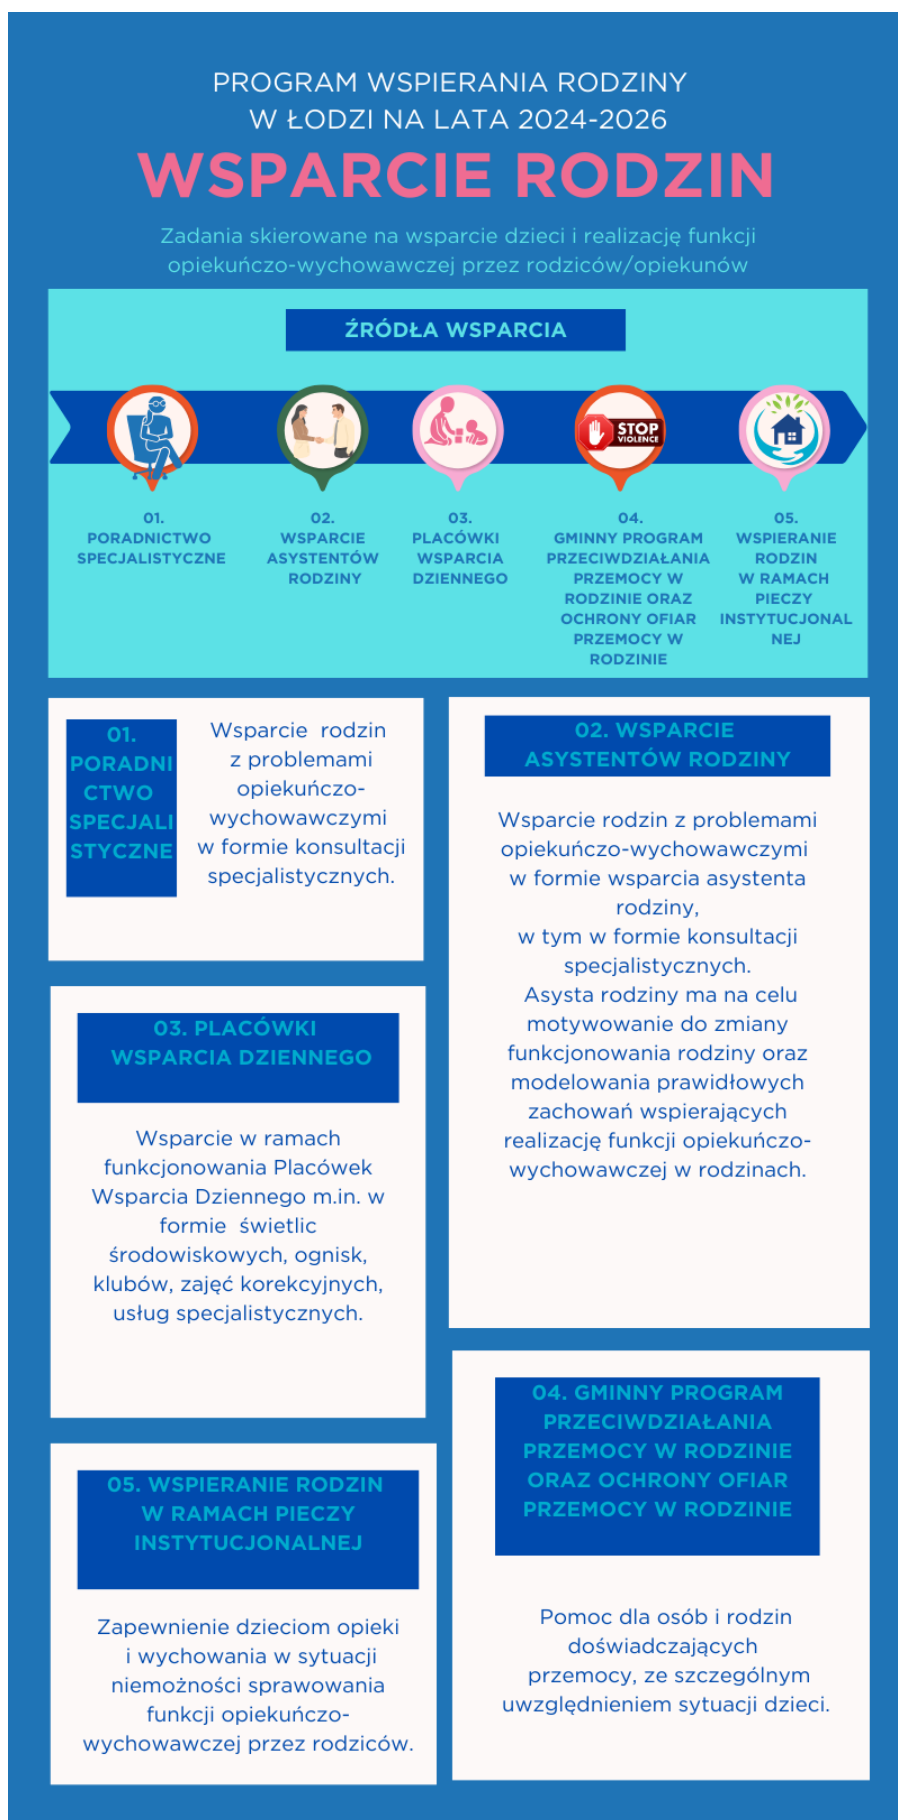 PROGRAM WSPIERANIA RODZINY
W ŁODZI NA LATA 2024-2026
WSPARCIE RODZIN
Zadania skierowane na wsparcie dzieci i realizację funkcji
opiekuńczo-wychowawczej przez rodziców/opiekunów
ŹRÓDŁA WSPARCIA
STOP
VIOLENCE
01.
PORADNICTWO
SPECJALISTYCZNE
02.
WSPARCIE
ASYSTENTÓW
RODZINY
03.
PLACÓWKI
WSPARCIA
DZIENNEGO
04.
GMINNY PROGRAM
PRZECIWDZIAŁANIA
PRZEMOCY W
RODZINIE ORAZ
OCHRONY OFIAR
PRZEMOCY W
RODZINIE
05.
WSPIERANIE
RODZIN
W RAMACH
PIECZY
INSTYTUCJONAL
NEJ
01.
PORADNI
CTWO
SPECJALI
STYCZNE
Wsparcie rodzin
z problemami
opiekuńczo-
wychowawczymi
w formie konsultacji
specjalistycznych.
02. WSPARCIE
ASYSTENTÓW RODZINY
Wsparcie rodzin z problemami
opiekuńczo-wychowawczymi
w formie wsparcia asystenta
rodziny,
w tym w formie konsultacji
specjalistycznych.
Asysta rodziny ma na celu
motywowanie do zmiany
funkcjonowania rodziny oraz
modelowania prawidłowych
zachowań wspierających
realizację funkcji opiekuńczo-
wychowawczej w rodzinach.
03. PLACÓWKI
WSPARCIA DZIENNEGO
Wsparcie w ramach
funkcjonowania Placówek
Wsparcia Dziennego m.in. w
formie świetlic
środowiskowych, ognisk,
klubów, zajęć korekcyjnych,
usług specjalistycznych.
04. GMINNY PROGRAM
PRZECIWDZIAŁANIA
PRZEMOCY W RODZINIE
ORAZ OCHRONY OFIAR
PRZEMOCY W RODZINIE
Pomoc dla osób i rodzin
doświadczających
przemocy, ze szczególnym
uwzględnieniem sytuacji dzieci.
05. WSPIERANIE RODZIN
W RAMACH PIECZY
INSTYTUCJONALNEJ
Zapewnienie dzieciom opieki
i wychowania w sytuacji
niemożności sprawowania
funkcji opiekuńczo-
wychowawczej przez rodziców.